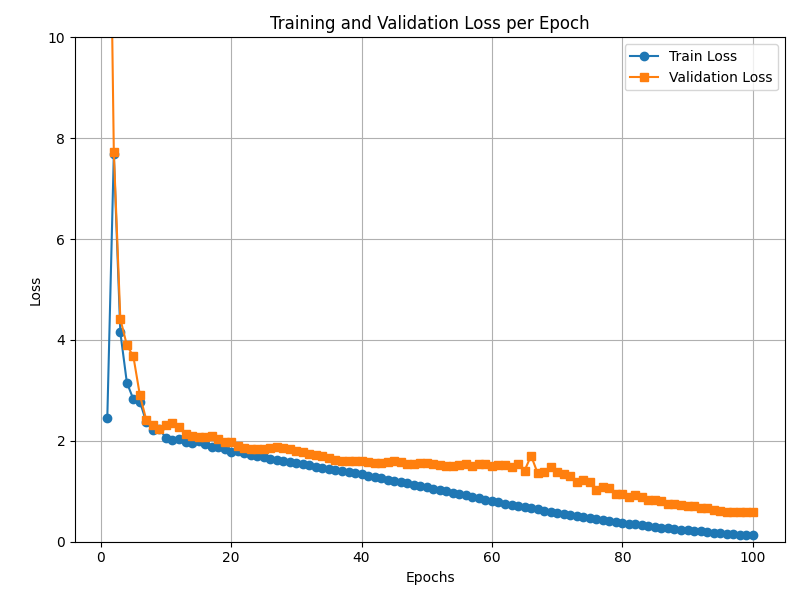 Training and Validation Loss per Epoch
Train Loss
Validation Loss
10
8
6
4
2
0
Loss
0 20 40 60 80 100
Epochs